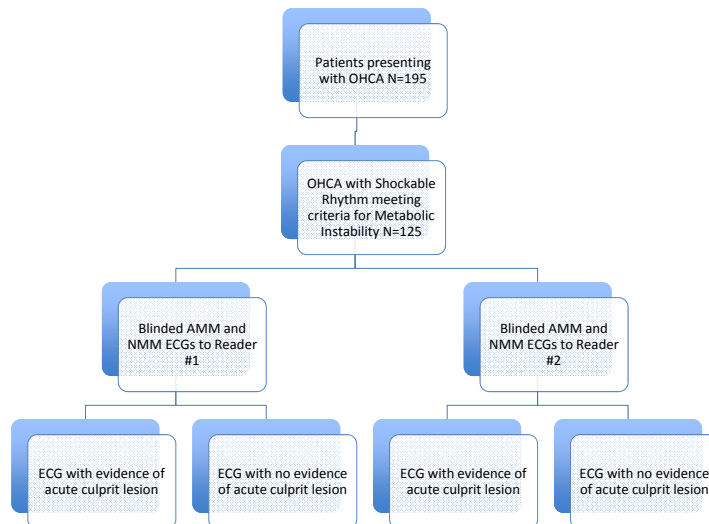 Patients presenting
with OHCA N=195
OHCA with Shockable
Rhythm meeting
criteria for Metabolic
Instability N=125
Blinded AMM and
NMM ECGs to Reader
#1
Blinded AMM and
NMM ECGs to Reader
#2
ECG with evidence of
acute culprit lesion
ECG with no evidence
of acute culprit lesion
ECG with evidence of
acute culprit lesion
ECG with no evidence
of acute culprit lesion